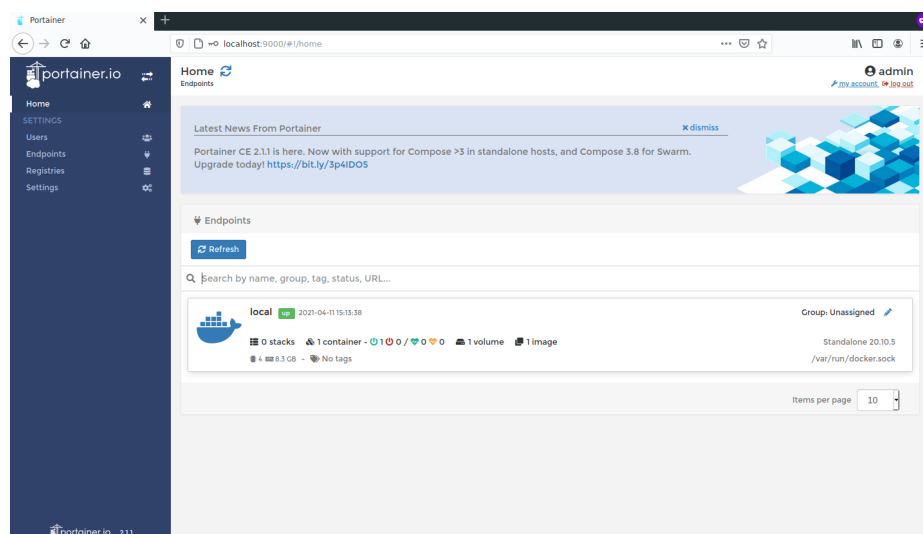 Portainer
localhost:9000/#!/home
portainer.io
Home
SETTINGS
Users
Endpoints
Registries
Settings
portainer.io 2.1.1
Home
Endpoints
admin
my account log out
Latest News From Portainer
dismiss
Portainer CE 2.1.1 is here. Now with support for Compose >3 in standalone hosts, and Compose 3.8 for Swarm.
Upgrade today! https://bit.ly/3p4IDO5
Endpoints
Refresh
Search by name, group, tag, status, URL...
local up 2021-04-11 15:13:38
Group: Unassigned
0 stacks 1 container - 1 0 / 0 0 1 volume 1 image
Standalone 20.10.5
4 8.3 GB - No tags
/var/run/docker.sock
Items per page 10